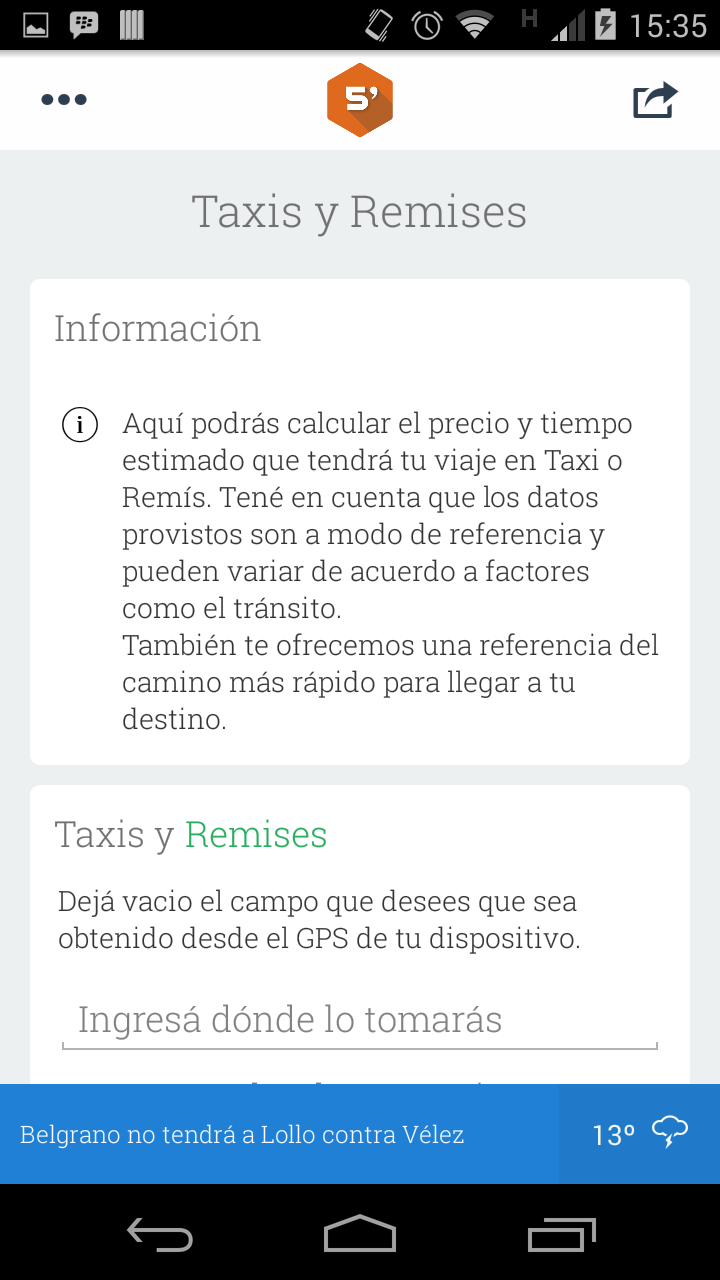 H
15:35
5'
Taxis y Remises
Información
i
Aquí podrás calcular el precio y tiempo
estimado que tendrá tu viaje en Taxi o
Remís. Tené en cuenta que los datos
provistos son a modo de referencia y
pueden variar de acuerdo a factores
como el tránsito.
También te ofrecemos una referencia del
camino más rápido para llegar a tu
destino.
Taxis y Remises
Dejá vacio el campo que desees que sea
obtenido desde el GPS de tu dispositivo.
Ingresá dónde lo tomarás
Belgrano no tendrá a Lollo contra Vélez
13º